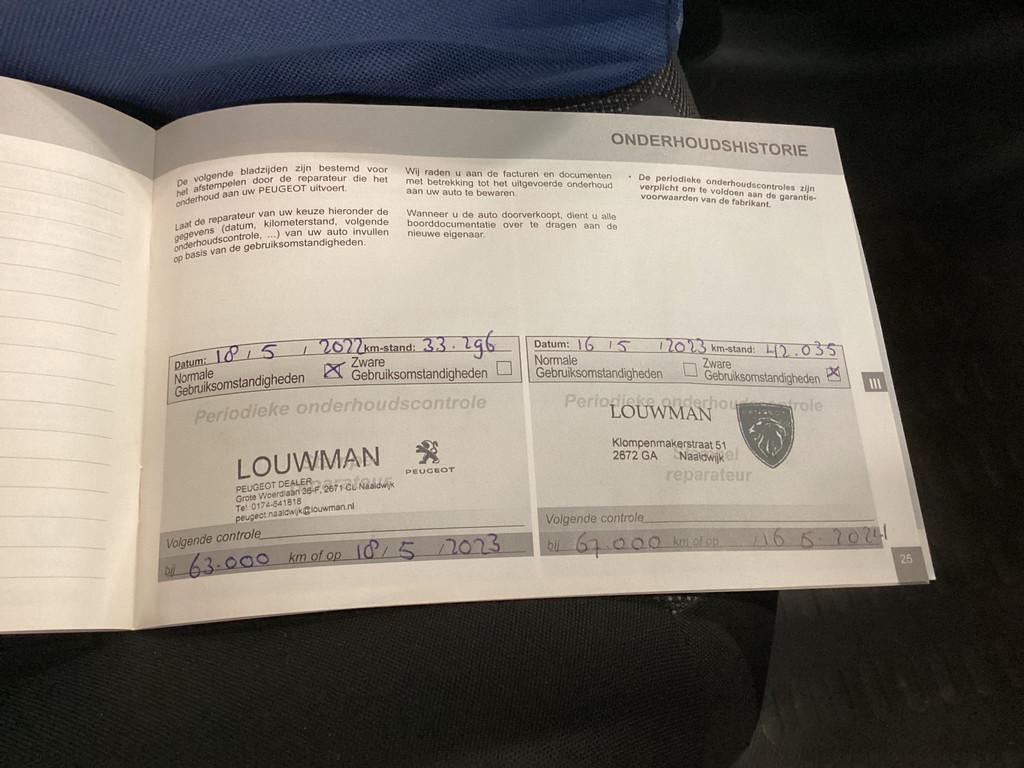 ONDERHOUDSHISTORIE
De volgende bladzijden zijn bestemd voor
het afstempelen door de reparateur die het
onderhoud aan uw PEUGEOT uitvoert.
Laat de reparateur van uw keuze hieronder de
gegevens (datum, kilometerstand, volgende
onderhoudscontrole, ...) van uw auto invullen
op basis van de gebruiksomstandigheden.
Wij raden u aan de facturen en documenten
met betrekking tot het uitgevoerde onderhoud
aan uw auto te bewaren.
Wanneer u de auto doorverkoopt, dient u alle
boorddocumentatie over te dragen aan de
nieuwe eigenaar.
• De periodieke onderhoudscontroles zijn
verplicht om te voldoen aan de garantie-
voorwaarden van de fabrikant.
Datum: 18 / 5 / 2022 km-stand: 33.296
Normale Gebruiksomstandigheden ☒ Zware Gebruiksomstandigheden ☐
Periodieke onderhoudscontrole
LOUWMAN
PEUGEOT
PEUGEOT DEALER
Grote Woerdlaan 36-F, 2671 CL Naaldwijk
Tel 0174-641818
peugeot.naaldwijk@louwman.nl
reparateur
Volgende controle
bij 63.000 km of op 18 / 5 / 2023
Datum: 16 / 5 / 2023 km-stand: 42.035
Normale Gebruiksomstandigheden ☐ Zware Gebruiksomstandigheden ☒
Periodieke onderhoudscontrole
LOUWMAN
PEUGEOT
Klompenmakerstraat 51
2672 GA Naaldwijk
Stempel
reparateur
Volgende controle
bij 67.000 km of op / 16 5 - 2024
III
25